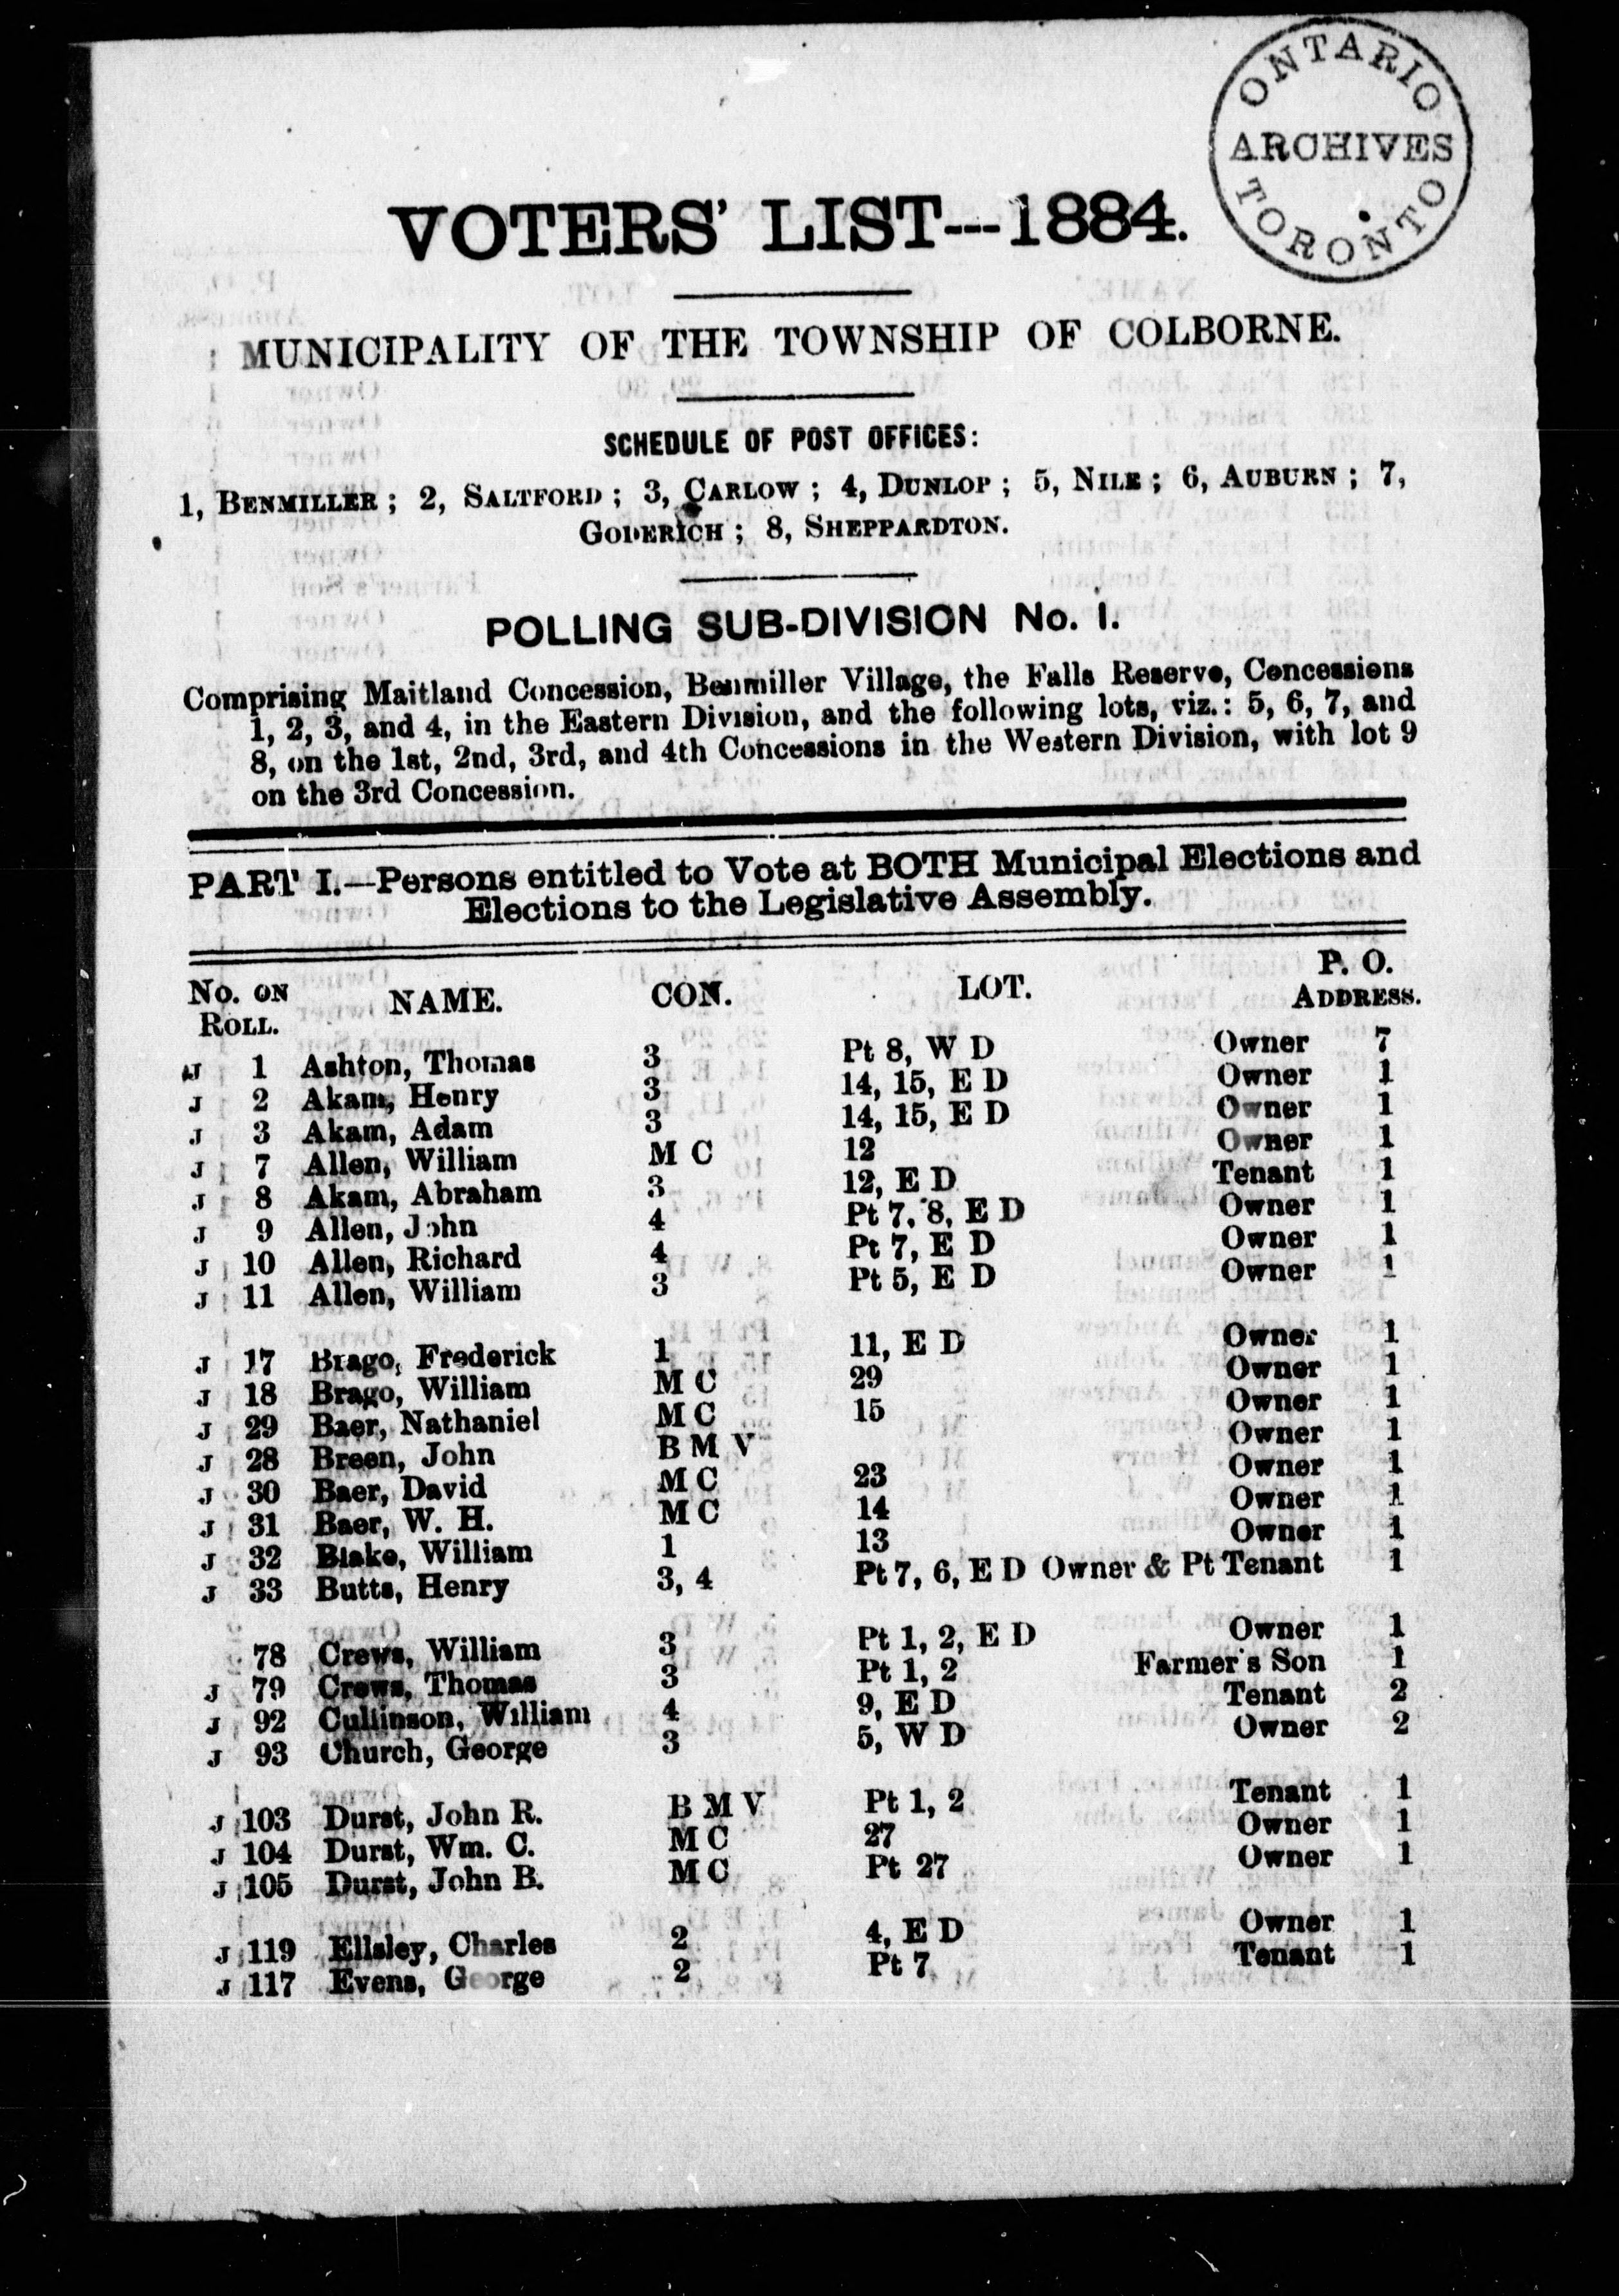 ONTARIO
ARCHIVES
TORONTO
VOTERS' LIST---1884.
MUNICIPALITY OF THE TOWNSHIP OF COLBORNE.
SCHEDULE OF POST OFFICES:
1, BENMILLER; 2, SALTFORD; 3, CARLOW; 4, DUNLOP; 5, NILE; 6, AUBURN; 7,
GODERICH; 8, SHEPPARDTON.
POLLING SUB-DIVISION No. 1.
Comprising Maitland Concession, Benmiller Village, the Falls Reserve, Concessions
1, 2, 3, and 4, in the Eastern Division, and the following lots, viz.: 5, 6, 7, and
8, on the 1st, 2nd, 3rd, and 4th Concessions in the Western Division, with lot 9
on the 3rd Concession.
PART I.—Persons entitled to Vote at BOTH Municipal Elections and
Elections to the Legislative Assembly.
No. ON ROLL. NAME. CON. LOT. P. O. ADDRESS.
J 1 Ashton, Thomas 3 Pt 8, W D Owner 7
J 2 Akam, Henry 3 14, 15, E D Owner 1
J 3 Akam, Adam 3 14, 15, E D Owner 1
J 7 Allen, William M C 12 Owner 1
J 8 Akam, Abraham 3 12, E D Tenant 1
J 9 Allen, John 4 Pt 7, 8, E D Owner 1
J 10 Allen, Richard 4 Pt 7, E D Owner 1
J 11 Allen, William 3 Pt 5, E D Owner 1
J 17 Brago, Frederick 1 11, E D Owner 1
J 18 Brago, William M C 29 Owner 1
J 29 Baer, Nathaniel M C 15 Owner 1
J 28 Breen, John B M V Owner 1
J 30 Baer, David M C 23 Owner 1
J 31 Baer, W. H. M C 14 Owner 1
J 32 Blake, William 1 13 Owner 1
J 33 Butts, Henry 3, 4 Pt 7, 6, E D Owner & Pt Tenant 1
78 Crews, William 3 Pt 1, 2, E D Owner 1
J 79 Crews, Thomas 3 Pt 1, 2 Farmer's Son 1
J 92 Cullinson, William 4 9, E D Tenant 2
J 93 Church, George 3 5, W D Owner 2
J 103 Durst, John R. B M V Pt 1, 2 Tenant 1
J 104 Durst, Wm. C. M C 27 Owner 1
J 105 Durst, John B. M C Pt 27 Owner 1
J 119 Ellsley, Charles 2 4, E D Owner 1
J 117 Evens, George 2 Pt 7 Tenant 1